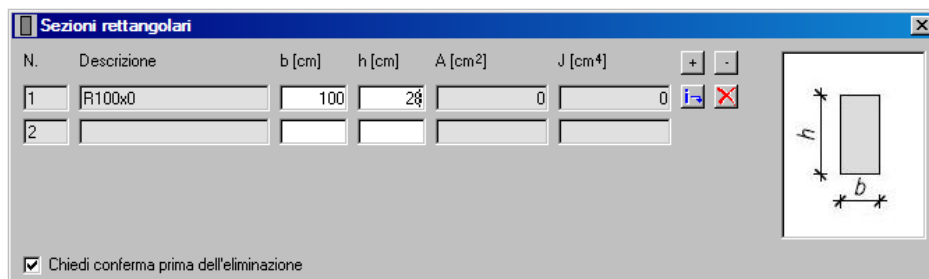 Sezioni rettangolari
N. Descrizione b [cm] h [cm] A [cm²] J [cm⁴] + -
1 R100x0 100 28 0 0 i
2
h
b
Chiedi conferma prima dell'eliminazione